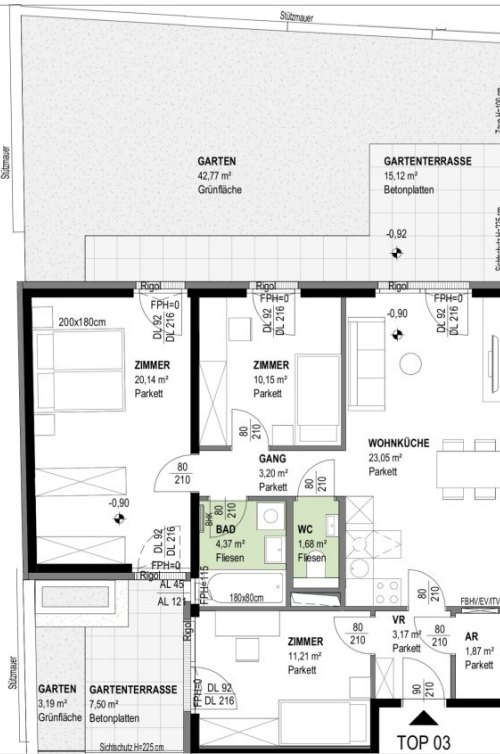 Stützmauer
Stützmauer
GARTEN
42,77 m²
Grünfläche
GARTENTERRASSE
15,12 m²
Betonplatten
-0,92
Sichtschutz H=225 cm
Rigol
FPH=0
DL 92
DL 216
Rigol
FPH=0
DL 92
DL 216
Rigol
FPH=0
DL 92
DL 216
-0,90
200x180cm
ZIMMER
20,14 m²
Parkett
ZIMMER
10,15 m²
Parkett
80
210
WOHNKÜCHE
23,05 m²
Parkett
GANG
3,20 m²
Parkett
80
210
80
210
80
210
-0,90
BHK
BAD
4,37 m²
Fliesen
WC
1,68 m²
Fliesen
DL 92
DL 216
FPH=0
Rigol
AL 45
AL 121
FPH=115
180x80cm
80
210
FBHV/EV/ITV
Stützmauer
Rigol
ZIMMER
11,21 m²
Parkett
80
210
VR
3,17 m²
Parkett
80
210
AR
1,87 m²
Parkett
GARTEN
3,19 m²
Grünfläche
GARTENTERRASSE
7,50 m²
Betonplatten
FPH=0
DL 92
DL 216
90
210
Sichtschutz H=225 cm
TOP 03